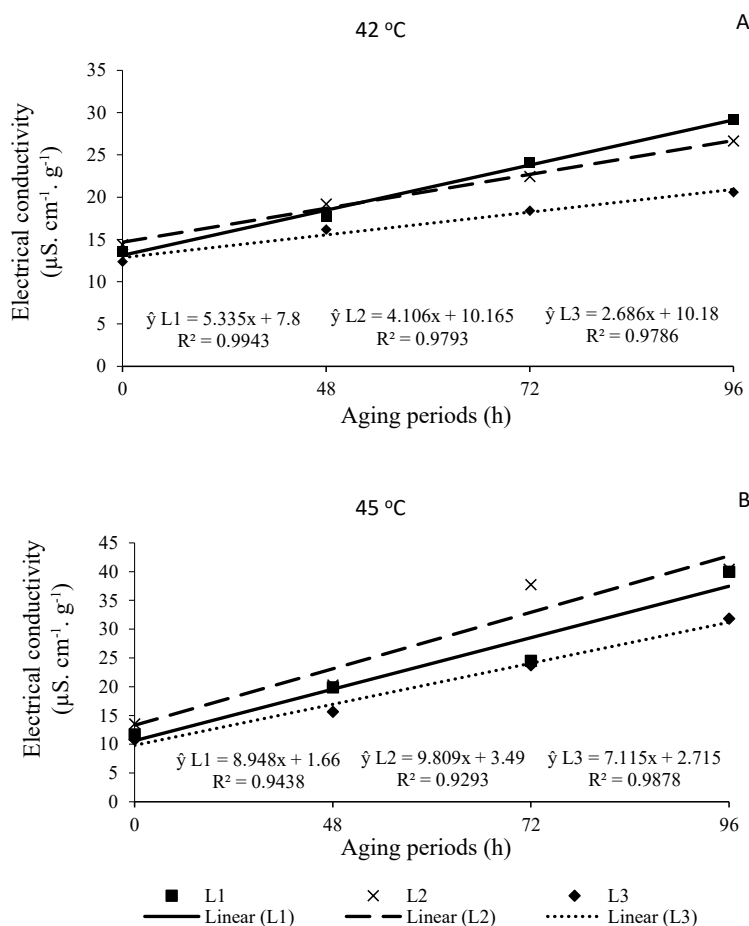 42 ºC
A
Electrical conductivity
(µS. cm⁻¹· g⁻¹)
35
30
25
20
15
10
5
0
ŷ L1 = 5.335x + 7.8
R² = 0.9943
ŷ L2 = 4.106x + 10.165
R² = 0.9793
ŷ L3 = 2.686x + 10.18
R² = 0.9786
0 48 72 96
Aging periods (h)
45 ºC
B
Electrical conductivity
(µS. cm⁻¹· g⁻¹)
45
40
35
30
25
20
15
10
5
0
ŷ L1 = 8.948x + 1.66
R² = 0.9438
ŷ L2 = 9.809x + 3.49
R² = 0.9293
ŷ L3 = 7.115x + 2.715
R² = 0.9878
0 48 72 96
Aging periods (h)
L1 L2 L3
Linear (L1) Linear (L2) Linear (L3)